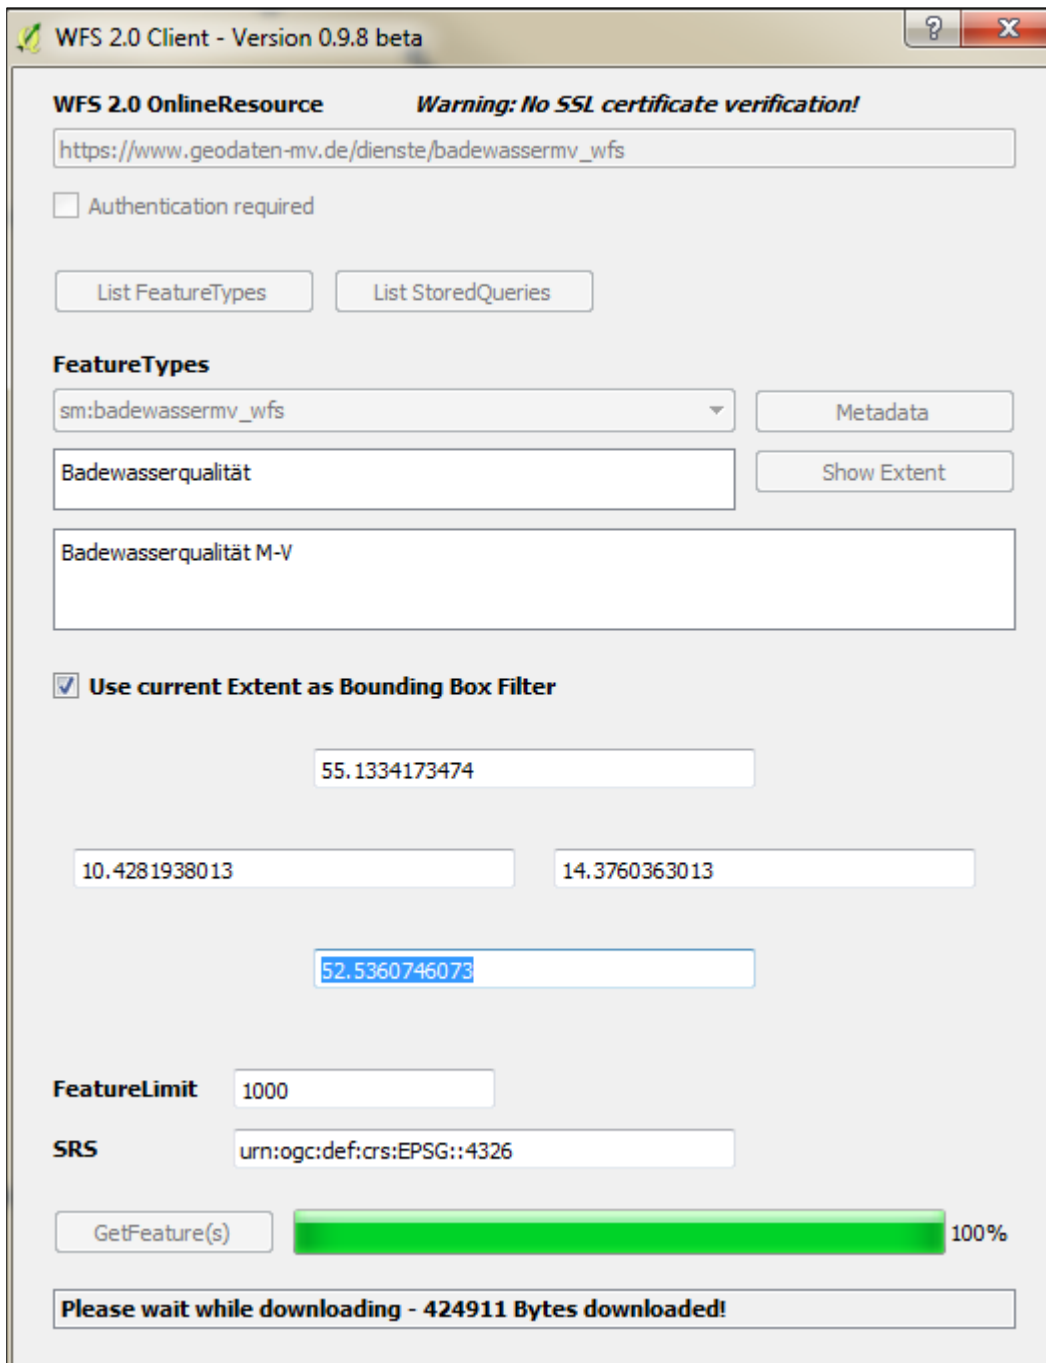 WFS 2.0 Client - Version 0.9.8 beta
WFS 2.0 OnlineResource Warning: No SSL certificate verification!
https://www.geodaten-mv.de/dienste/badewassermv_wfs
Authentication required
List FeatureTypes List StoredQueries
FeatureTypes
sm:badewassermv_wfs Metadata
Badewasserqualität Show Extent
Badewasserqualität M-V
Use current Extent as Bounding Box Filter
55.1334173474
10.4281938013 14.3760363013
52.5360746073
FeatureLimit 1000
SRS urn:ogc:def:crs:EPSG::4326
GetFeature(s) 100%
Please wait while downloading - 424911 Bytes downloaded!